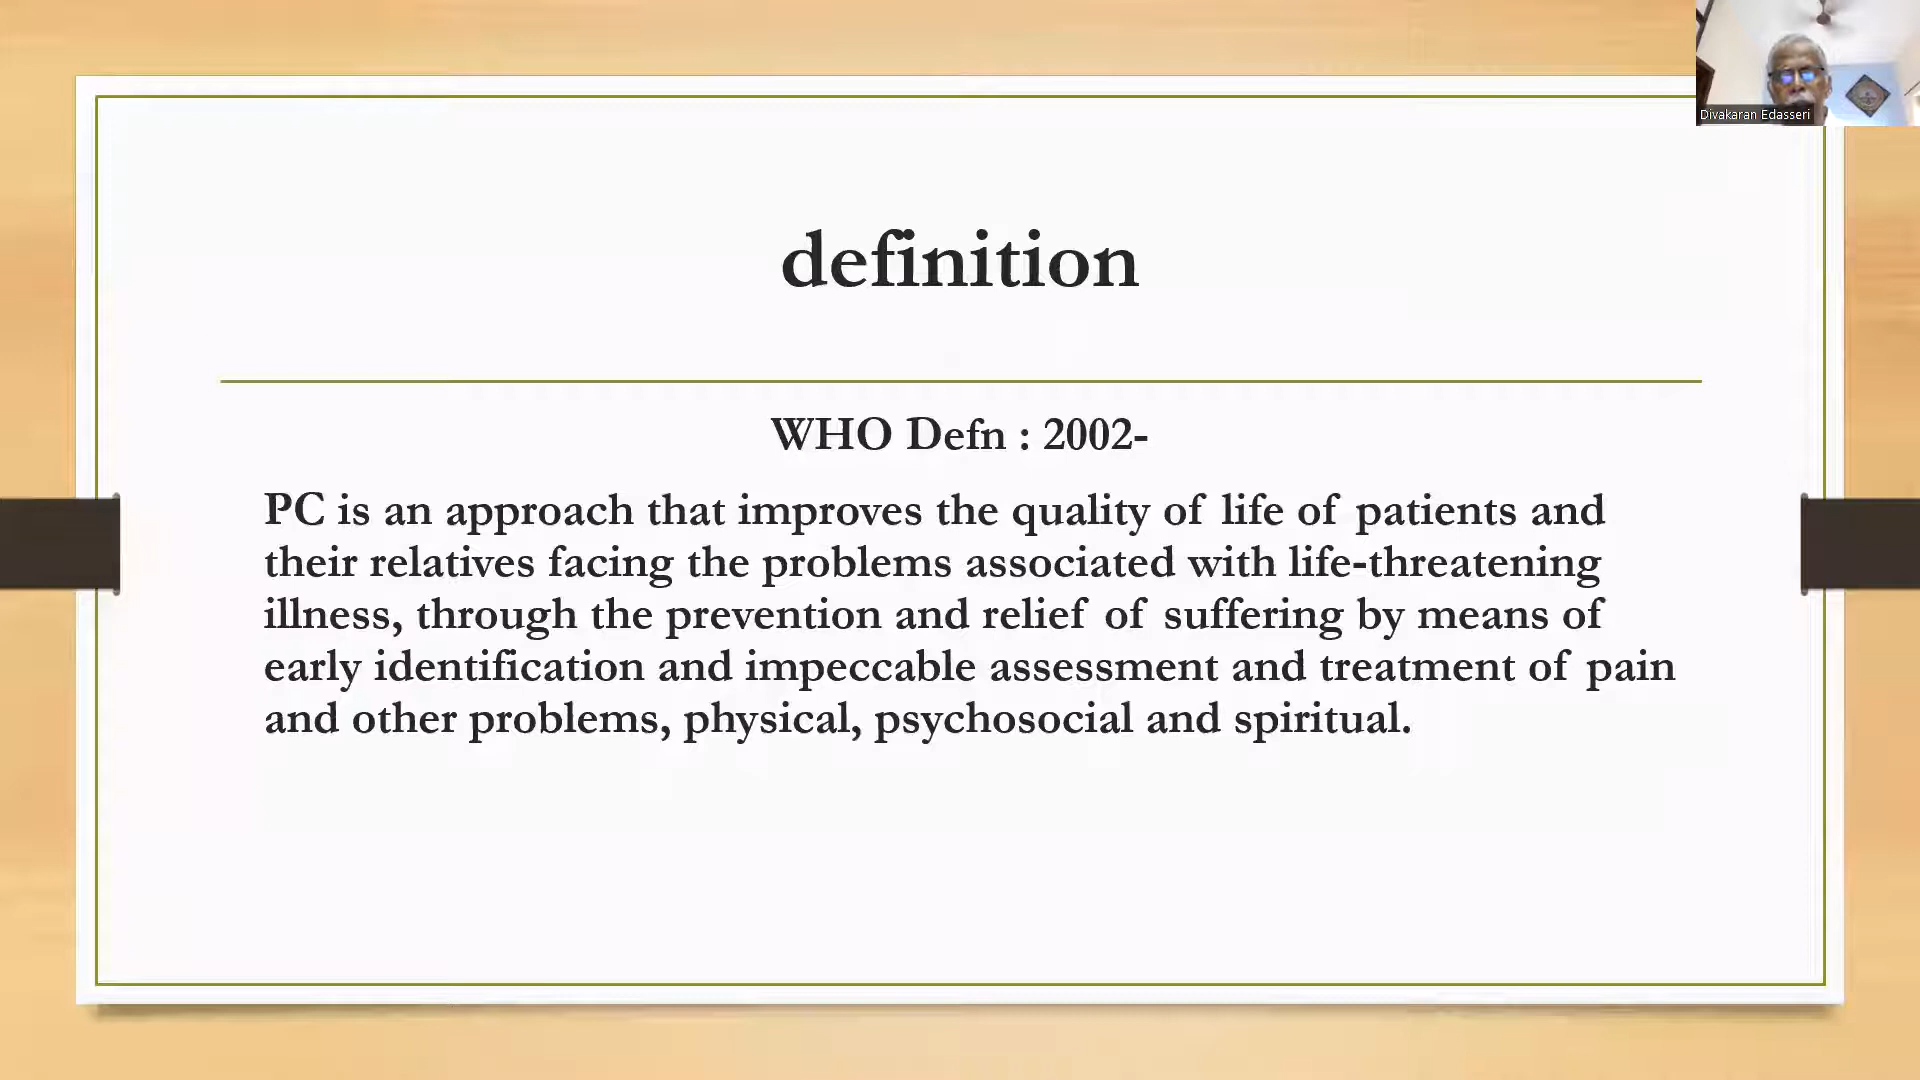 Divakaran Edasseri
definition
WHO Defn : 2002-
PC is an approach that improves the quality of life of patients and
their relatives facing the problems associated with life-threatening
illness, through the prevention and relief of suffering by means of
early identification and impeccable assessment and treatment of pain
and other problems, physical, psychosocial and spiritual.